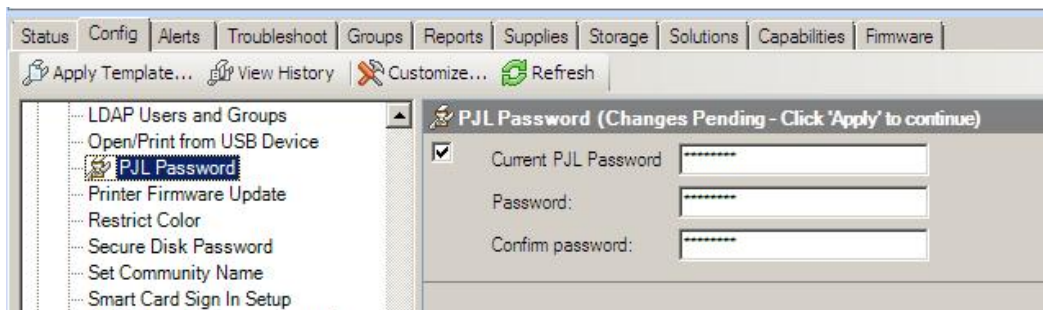 Status Config Alerts Troubleshoot Groups Reports Supplies Storage Solutions Capabilities Firmware
Apply Template... View History Customize... Refresh
LDAP Users and Groups
Open/Print from USB Device
PJL Password
Printer Firmware Update
Restrict Color
Secure Disk Password
Set Community Name
Smart Card Sign In Setup
PJL Password (Changes Pending - Click 'Apply' to continue)
Current PJL Password ********
Password: ********
Confirm password: ********